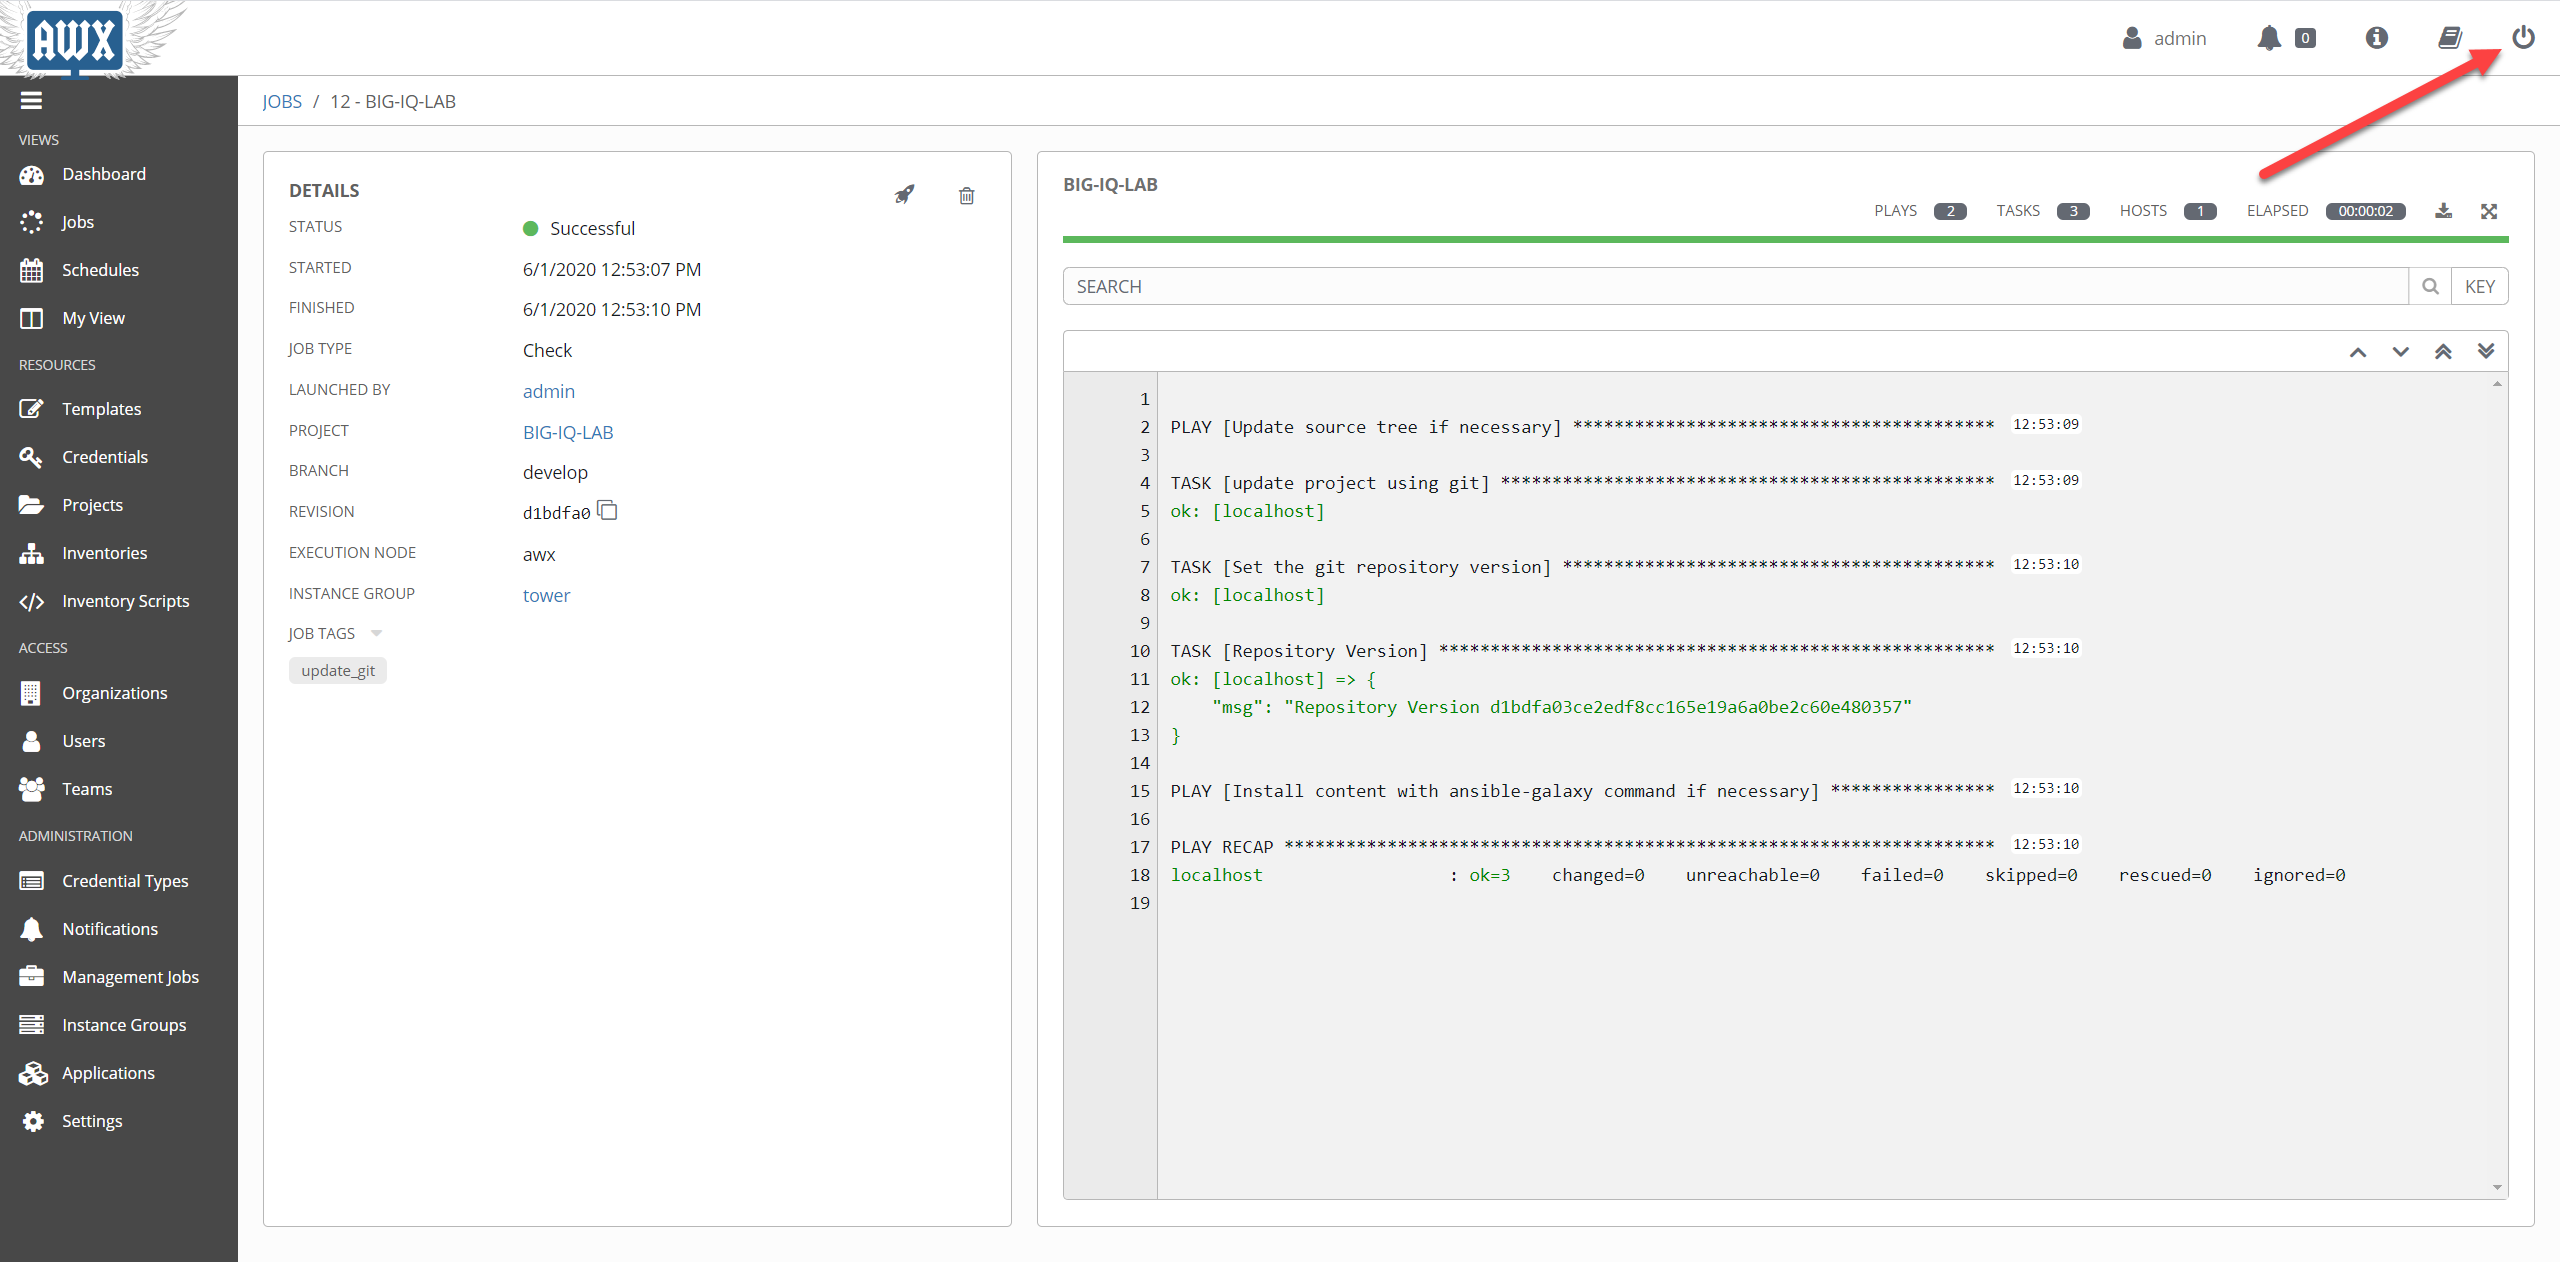 AWX
admin
0
VIEWS
Dashboard
Jobs
Schedules
My View
RESOURCES
Templates
Credentials
Projects
Inventories
Inventory Scripts
ACCESS
Organizations
Users
Teams
ADMINISTRATION
Credential Types
Notifications
Management Jobs
Instance Groups
Applications
Settings
JOBS / 12 - BIG-IQ-LAB
DETAILS
STATUS Successful
STARTED 6/1/2020 12:53:07 PM
FINISHED 6/1/2020 12:53:10 PM
JOB TYPE Check
LAUNCHED BY admin
PROJECT BIG-IQ-LAB
BRANCH develop
REVISION d1bdfa0
EXECUTION NODE awx
INSTANCE GROUP tower
JOB TAGS
update_git
BIG-IQ-LAB
PLAYS 2 TASKS 3 HOSTS 1 ELAPSED 00:00:02
SEARCH KEY
1
2 PLAY [Update source tree if necessary] ***************************************** 12:53:09
3
4 TASK [update project using git] ************************************************ 12:53:09
5 ok: [localhost]
6
7 TASK [Set the git repository version] ****************************************** 12:53:10
8 ok: [localhost]
9
10 TASK [Repository Version] ****************************************************** 12:53:10
11 ok: [localhost] => {
12 "msg": "Repository Version d1bdfa03ce2edf8cc165e19a6a0be2c60e480357"
13 }
14
15 PLAY [Install content with ansible-galaxy command if necessary] **************** 12:53:10
16
17 PLAY RECAP ********************************************************************* 12:53:10
18 localhost : ok=3 changed=0 unreachable=0 failed=0 skipped=0 rescued=0 ignored=0
19